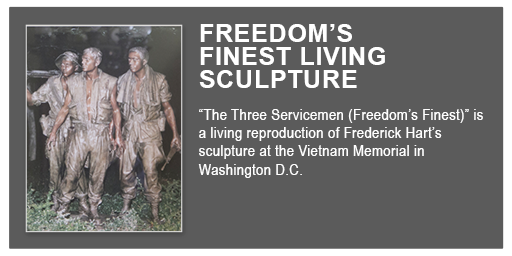 FREEDOM’S
FINEST LIVING
SCULPTURE
“The Three Servicemen (Freedom’s Finest)” is
a living reproduction of Frederick Hart’s
sculpture at the Vietnam Memorial in
Washington D.C.